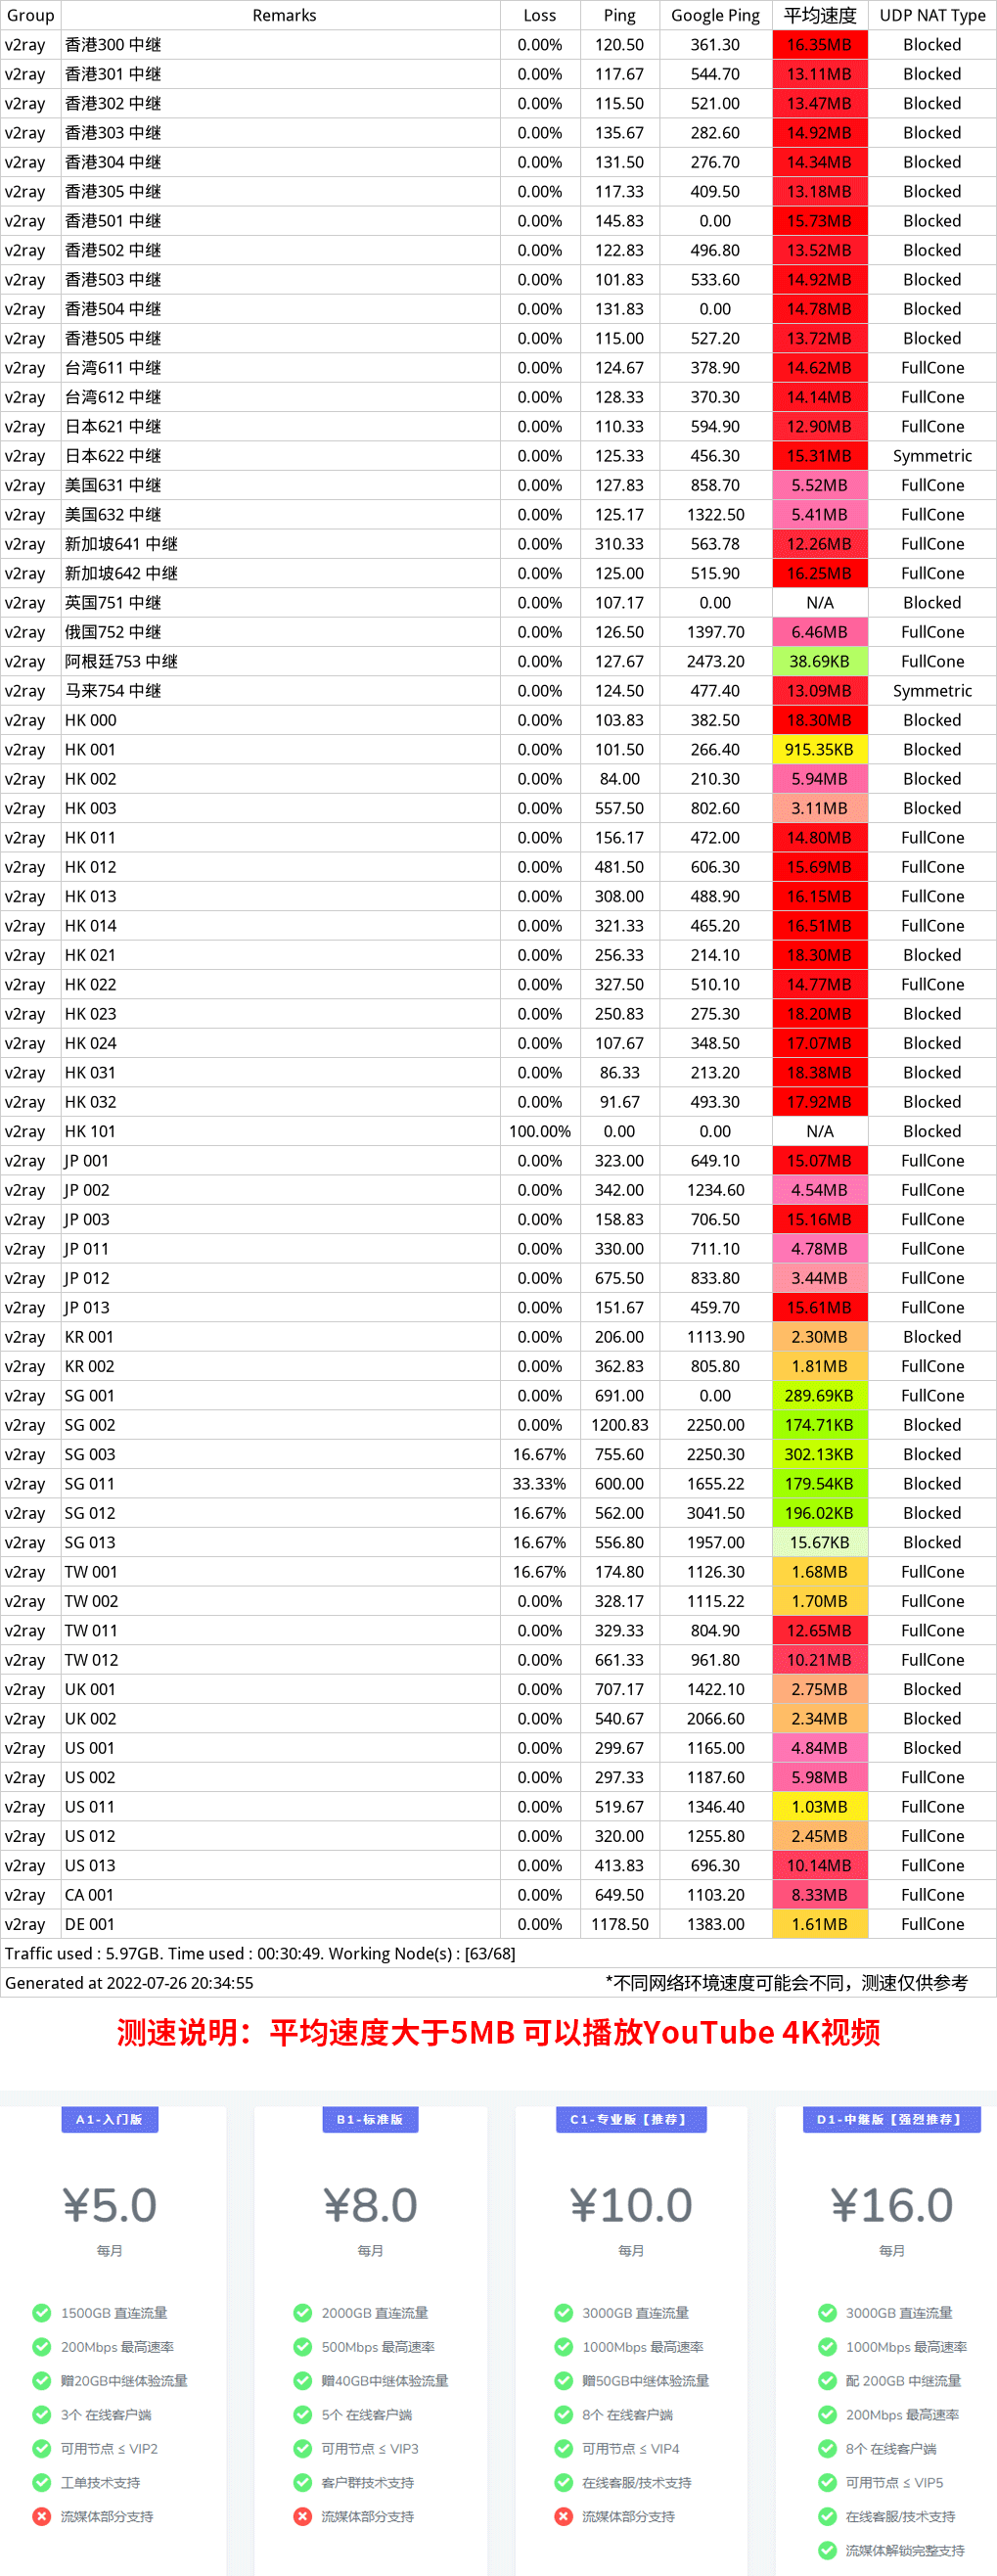 Group Remarks Loss Ping Google Ping 平均速度 UDP NAT Type
v2ray 香港300 中继 0.00% 120.50 361.30 16.35MB Blocked
v2ray 香港301 中继 0.00% 117.67 544.70 13.11MB Blocked
v2ray 香港302 中继 0.00% 115.50 521.00 13.47MB Blocked
v2ray 香港303 中继 0.00% 135.67 282.60 14.92MB Blocked
v2ray 香港304 中继 0.00% 131.50 276.70 14.34MB Blocked
v2ray 香港305 中继 0.00% 117.33 409.50 13.18MB Blocked
v2ray 香港501 中继 0.00% 145.83 0.00 15.73MB Blocked
v2ray 香港502 中继 0.00% 122.83 496.80 13.52MB Blocked
v2ray 香港503 中继 0.00% 101.83 533.60 14.92MB Blocked
v2ray 香港504 中继 0.00% 131.83 0.00 14.78MB Blocked
v2ray 香港505 中继 0.00% 115.00 527.20 13.72MB Blocked
v2ray 台湾611 中继 0.00% 124.67 378.90 14.62MB FullCone
v2ray 台湾612 中继 0.00% 128.33 370.30 14.14MB FullCone
v2ray 日本621 中继 0.00% 110.33 594.90 12.90MB FullCone
v2ray 日本622 中继 0.00% 125.33 456.30 15.31MB Symmetric
v2ray 美国631 中继 0.00% 127.83 858.70 5.52MB FullCone
v2ray 美国632 中继 0.00% 125.17 1322.50 5.41MB FullCone
v2ray 新加坡641 中继 0.00% 310.33 563.78 12.26MB FullCone
v2ray 新加坡642 中继 0.00% 125.00 515.90 16.25MB FullCone
v2ray 英国751 中继 0.00% 107.17 0.00 N/A Blocked
v2ray 俄国752 中继 0.00% 126.50 1397.70 6.46MB FullCone
v2ray 阿根廷753 中继 0.00% 127.67 2473.20 38.69KB FullCone
v2ray 马来754 中继 0.00% 124.50 477.40 13.09MB Symmetric
v2ray HK 000 0.00% 103.83 382.50 18.30MB Blocked
v2ray HK 001 0.00% 101.50 266.40 915.35KB Blocked
v2ray HK 002 0.00% 84.00 210.30 5.94MB Blocked
v2ray HK 003 0.00% 557.50 802.60 3.11MB Blocked
v2ray HK 011 0.00% 156.17 472.00 14.80MB FullCone
v2ray HK 012 0.00% 481.50 606.30 15.69MB FullCone
v2ray HK 013 0.00% 308.00 488.90 16.15MB FullCone
v2ray HK 014 0.00% 321.33 465.20 16.51MB FullCone
v2ray HK 021 0.00% 256.33 214.10 18.30MB Blocked
v2ray HK 022 0.00% 327.50 510.10 14.77MB FullCone
v2ray HK 023 0.00% 250.83 275.30 18.20MB Blocked
v2ray HK 024 0.00% 107.67 348.50 17.07MB Blocked
v2ray HK 031 0.00% 86.33 213.20 18.38MB Blocked
v2ray HK 032 0.00% 91.67 493.30 17.92MB Blocked
v2ray HK 101 100.00% 0.00 0.00 N/A Blocked
v2ray JP 001 0.00% 323.00 649.10 15.07MB FullCone
v2ray JP 002 0.00% 342.00 1234.60 4.54MB FullCone
v2ray JP 003 0.00% 158.83 706.50 15.16MB FullCone
v2ray JP 011 0.00% 330.00 711.10 4.78MB FullCone
v2ray JP 012 0.00% 675.50 833.80 3.44MB FullCone
v2ray JP 013 0.00% 151.67 459.70 15.61MB FullCone
v2ray KR 001 0.00% 206.00 1113.90 2.30MB Blocked
v2ray KR 002 0.00% 362.83 805.80 1.81MB FullCone
v2ray SG 001 0.00% 691.00 0.00 289.69KB FullCone
v2ray SG 002 0.00% 1200.83 2250.00 174.71KB Blocked
v2ray SG 003 16.67% 755.60 2250.30 302.13KB Blocked
v2ray SG 011 33.33% 600.00 1655.22 179.54KB Blocked
v2ray SG 012 16.67% 562.00 3041.50 196.02KB Blocked
v2ray SG 013 16.67% 556.80 1957.00 15.67KB Blocked
v2ray TW 001 16.67% 174.80 1126.30 1.68MB FullCone
v2ray TW 002 0.00% 328.17 1115.22 1.70MB FullCone
v2ray TW 011 0.00% 329.33 804.90 12.65MB FullCone
v2ray TW 012 0.00% 661.33 961.80 10.21MB FullCone
v2ray UK 001 0.00% 707.17 1422.10 2.75MB Blocked
v2ray UK 002 0.00% 540.67 2066.60 2.34MB Blocked
v2ray US 001 0.00% 299.67 1165.00 4.84MB Blocked
v2ray US 002 0.00% 297.33 1187.60 5.98MB FullCone
v2ray US 011 0.00% 519.67 1346.40 1.03MB FullCone
v2ray US 012 0.00% 320.00 1255.80 2.45MB FullCone
v2ray US 013 0.00% 413.83 696.30 10.14MB FullCone
v2ray CA 001 0.00% 649.50 1103.20 8.33MB FullCone
v2ray DE 001 0.00% 1178.50 1383.00 1.61MB FullCone
Traffic used : 5.97GB. Time used : 00:30:49. Working Node(s) : [63/68]
Generated at 2022-07-26 20:34:55 *不同网络环境速度可能会不同，测速仅供参考
测速说明：平均速度大于5MB 可以播放YouTube 4K视频
A1-入门版
¥5.0
每月
1500GB 直连流量
200Mbps 最高速率
赠20GB中继体验流量
3个 在线客户端
可用节点 ≤ VIP2
工单技术支持
流媒体部分支持
B1-标准版
¥8.0
每月
2000GB 直连流量
500Mbps 最高速率
赠40GB中继体验流量
5个 在线客户端
可用节点 ≤ VIP3
客户群技术支持
流媒体部分支持
C1-专业版【推荐】
¥10.0
每月
3000GB 直连流量
1000Mbps 最高速率
赠50GB中继体验流量
8个 在线客户端
可用节点 ≤ VIP4
在线客服/技术支持
流媒体部分支持
D1-中继版【强烈推荐】
¥16.0
每月
3000GB 直连流量
1000Mbps 最高速率
配 200GB 中继流量
200Mbps 最高速率
8个 在线客户端
可用节点 ≤ VIP5
在线客服/技术支持
流媒体解锁完整支持